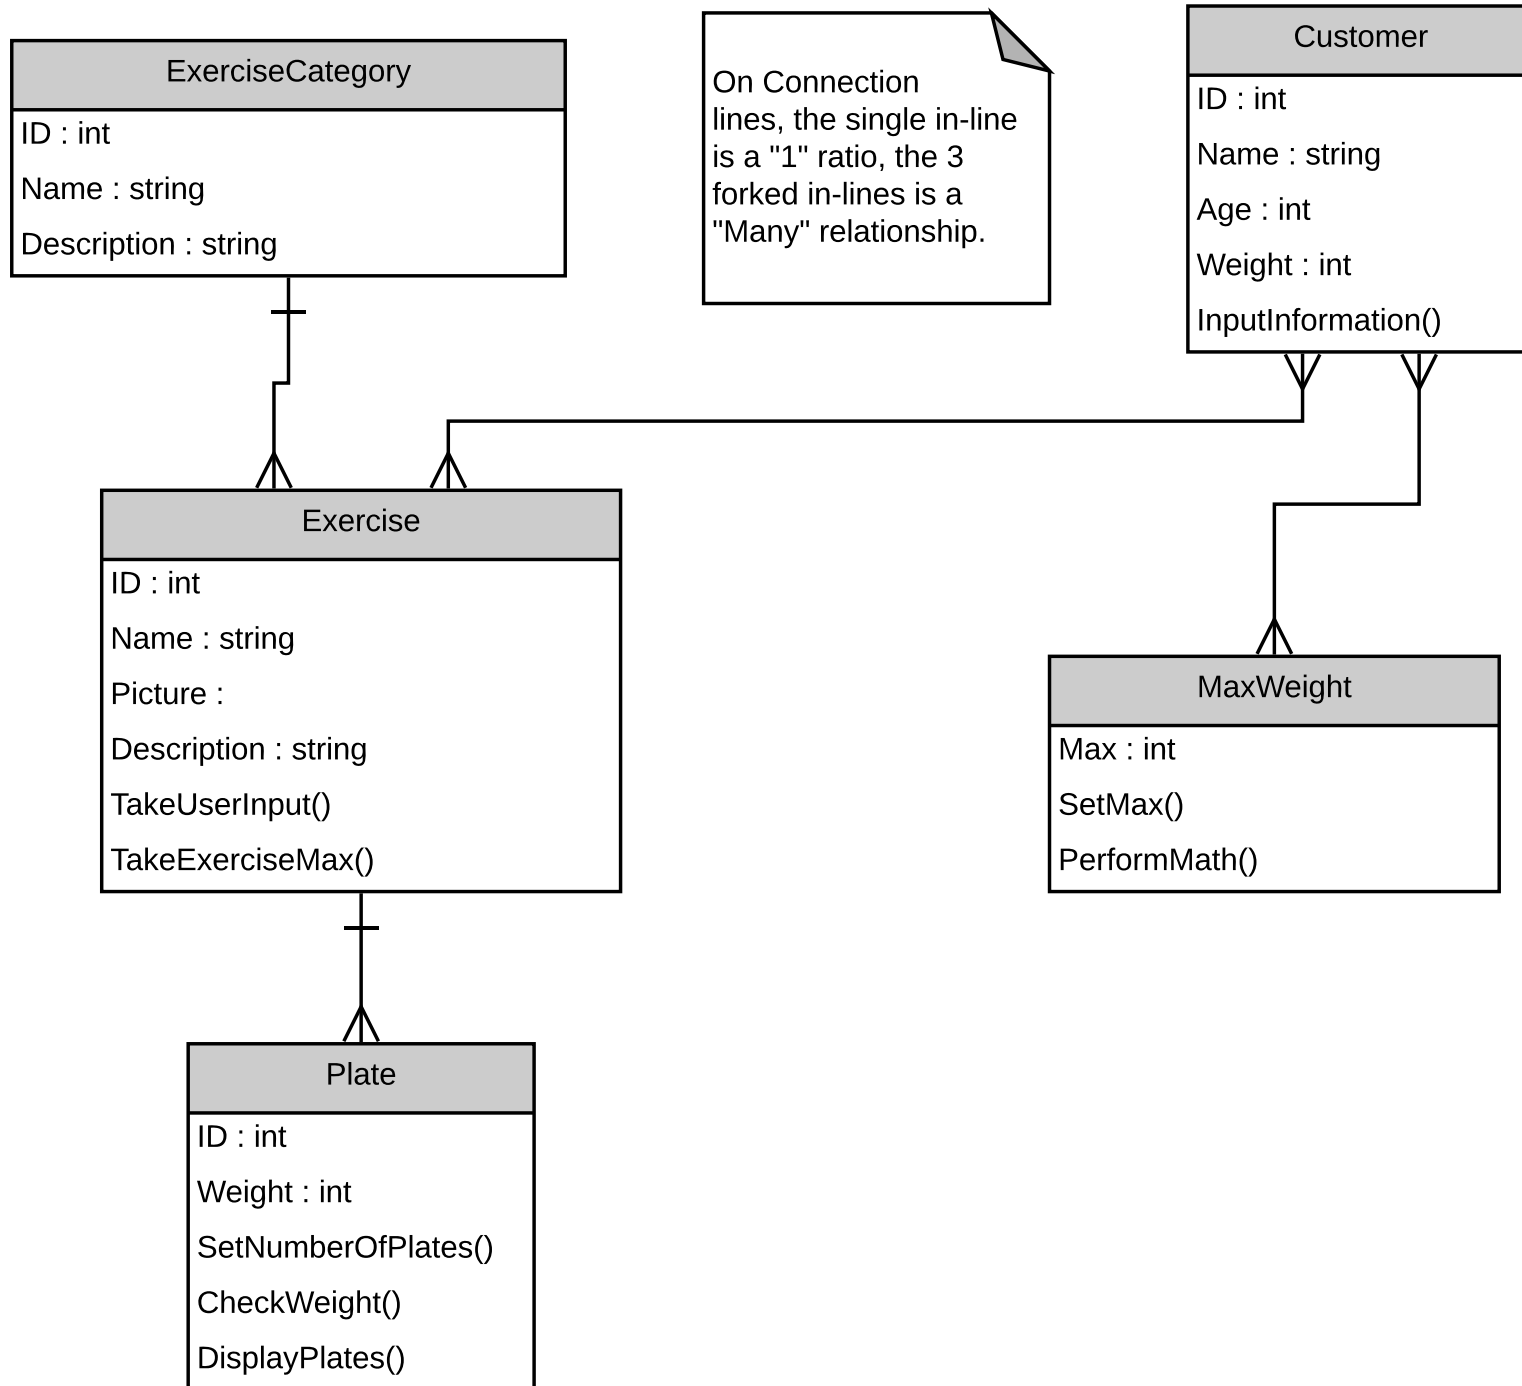 ExerciseCategory
ID : int
Name : string
Description : string
On Connection
lines, the single in-line
is a "1" ratio, the 3
forked in-lines is a
"Many" relationship.
Customer
ID : int
Name : string
Age : int
Weight : int
InputInformation()
Exercise
ID : int
Name : string
Picture :
Description : string
TakeUserInput()
TakeExerciseMax()
MaxWeight
Max : int
SetMax()
PerformMath()
Plate
ID : int
Weight : int
SetNumberOfPlates()
CheckWeight()
DisplayPlates()